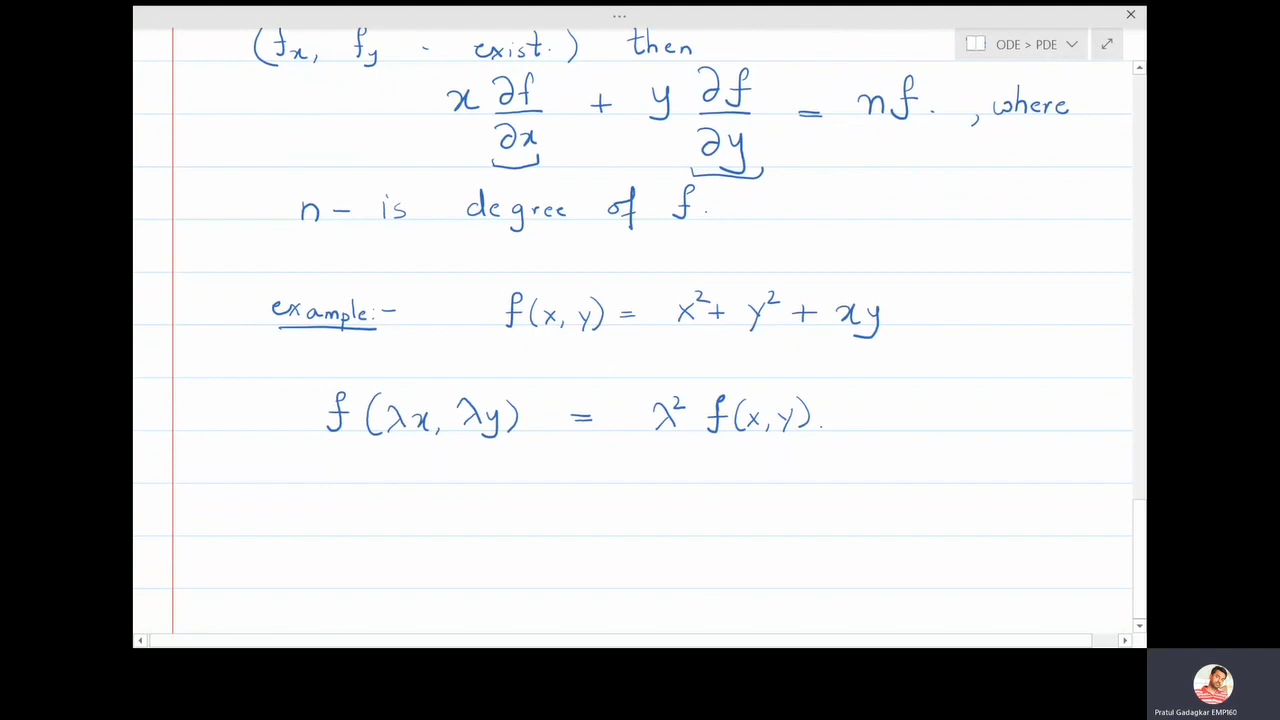 ODE > PDE
(fx, fy - exist.) then
x ∂f/∂x + y ∂f/∂y = nf. , where
n - is degree of f.
example:- f(x, y) = x² + y² + xy
f(λx, λy) = λ² f(x,y).
Pratul Gadagkar EMP160